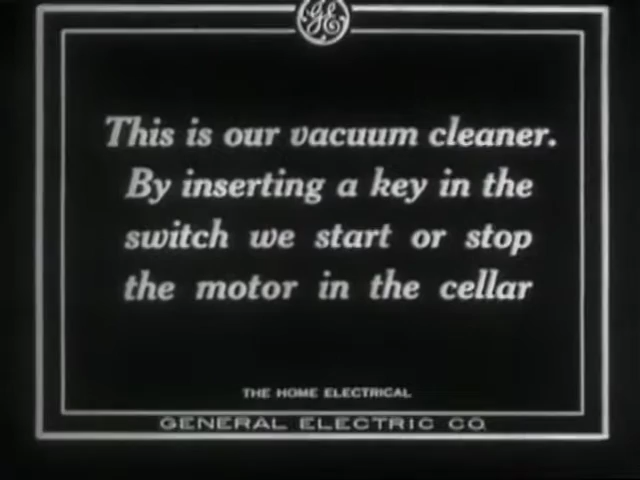 GE
This is our vacuum cleaner.
By inserting a key in the
switch we start or stop
the motor in the cellar
THE HOME ELECTRICAL
GENERAL ELECTRIC CO.